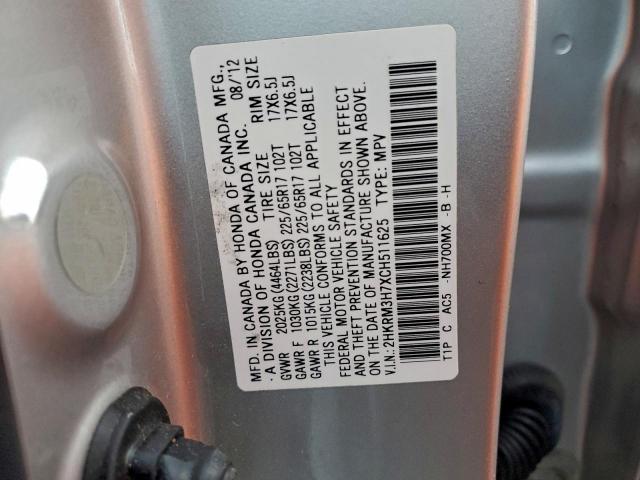 MFD. IN CANADA BY HONDA OF CANADA MFG.,
- A DIVISION OF HONDA CANADA INC. 08/'12
TIRE SIZE RIM SIZE
GVWR 2025KG(4464LBS)
GAWR F 1030KG(2271LBS) 225/65R17 102T 17X6.5J
GAWR R 1015KG(2238LBS) 225/65R17 102T 17X6.5J
THIS VEHICLE CONFORMS TO ALL APPLICABLE
FEDERAL MOTOR VEHICLE SAFETY
AND THEFT PREVENTION STANDARDS IN EFFECT
ON THE DATE OF MANUFACTURE SHOWN ABOVE.
V.I.N.:2HKRM3H7XCH511625 TYPE: MPV
T1P C AC5 -NH700MX -B -H